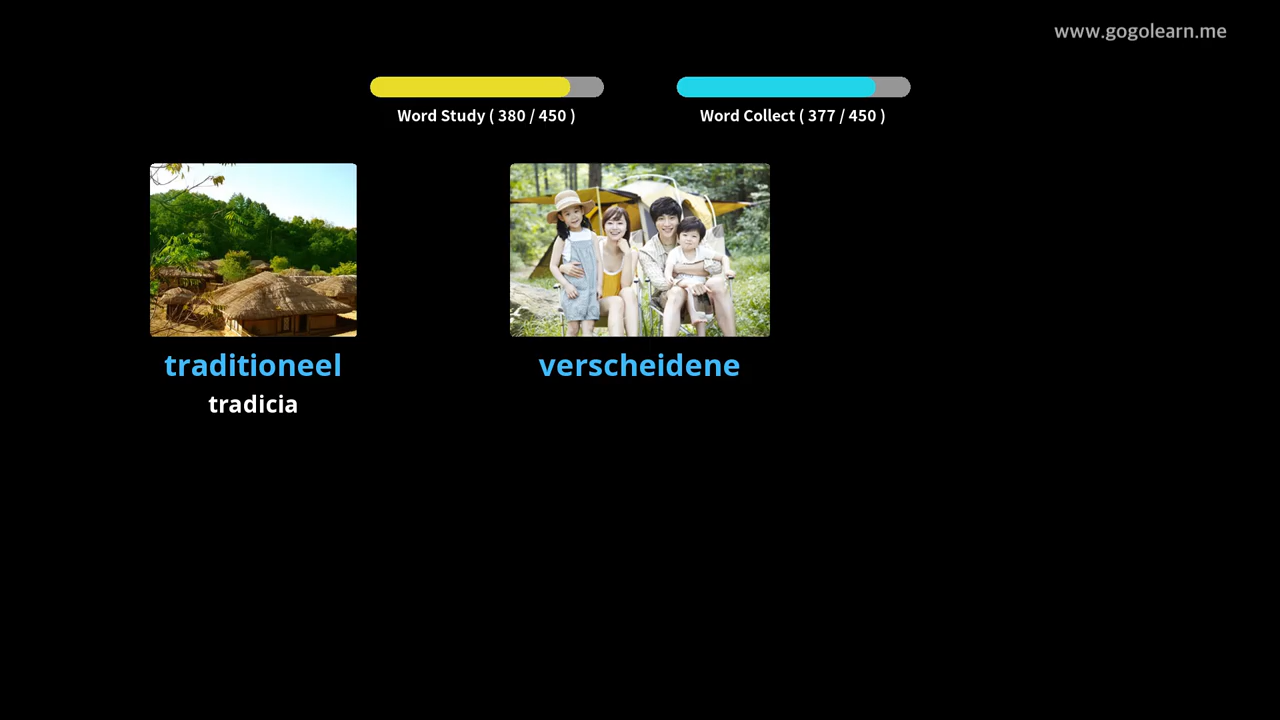 www.gogolearn.me
Word Study ( 380 / 450 )
Word Collect ( 377 / 450 )
traditioneel
verscheidene
tradicia